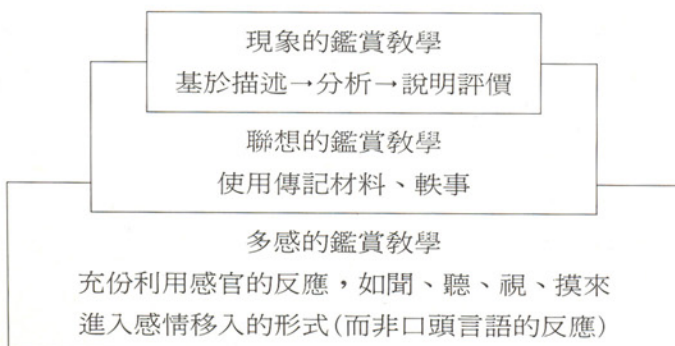 現象的鑑賞教學
基於描述→分析→說明評價
聯想的鑑賞教學
使用傳記材料、軼事
多感的鑑賞教學
充份利用感官的反應，如聞、聽、視、摸來
進入感情移入的形式(而非口頭言語的反應)